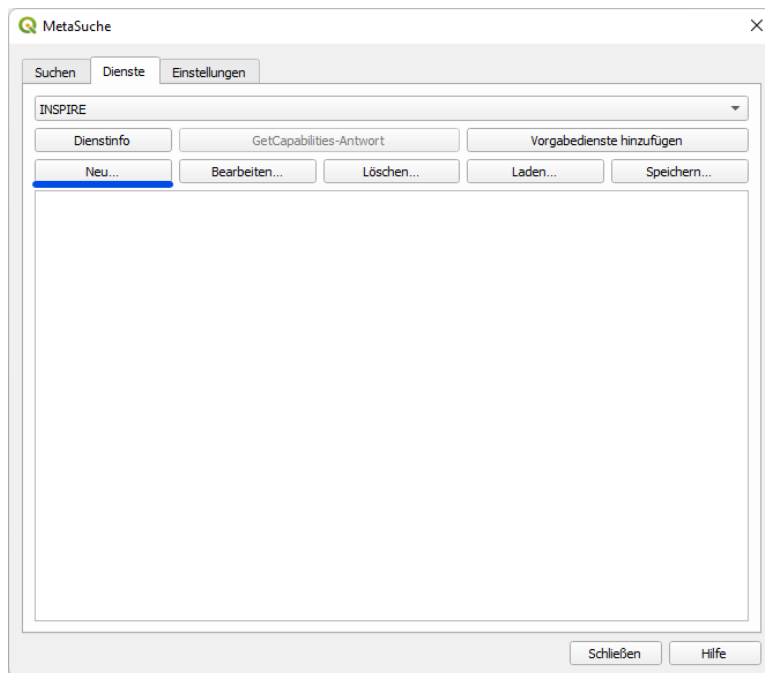 MetaSuche
Suchen Dienste Einstellungen
INSPIRE
Dienstinfo GetCapabilities-Antwort Vorgabedienste hinzufügen
Neu... Bearbeiten... Löschen... Laden... Speichern...
Schließen Hilfe